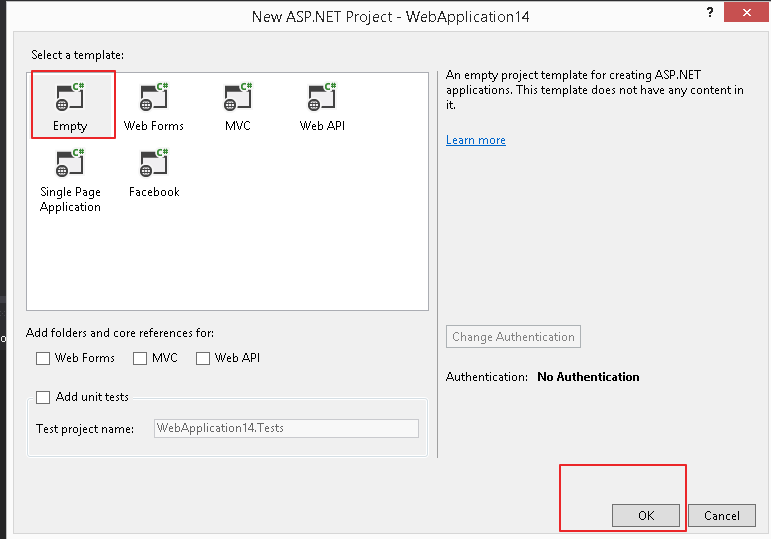 New ASP.NET Project - WebApplication14
?
Select a template:
C# C# C# C#
Empty Web Forms MVC Web API
C# C#
Single Page Application
Facebook
An empty project template for creating ASP.NET
applications. This template does not have any content in
it.
Learn more
Add folders and core references for:
Web Forms MVC Web API
Add unit tests
Test project name: WebApplication14.Tests
Change Authentication
Authentication: No Authentication
OK Cancel